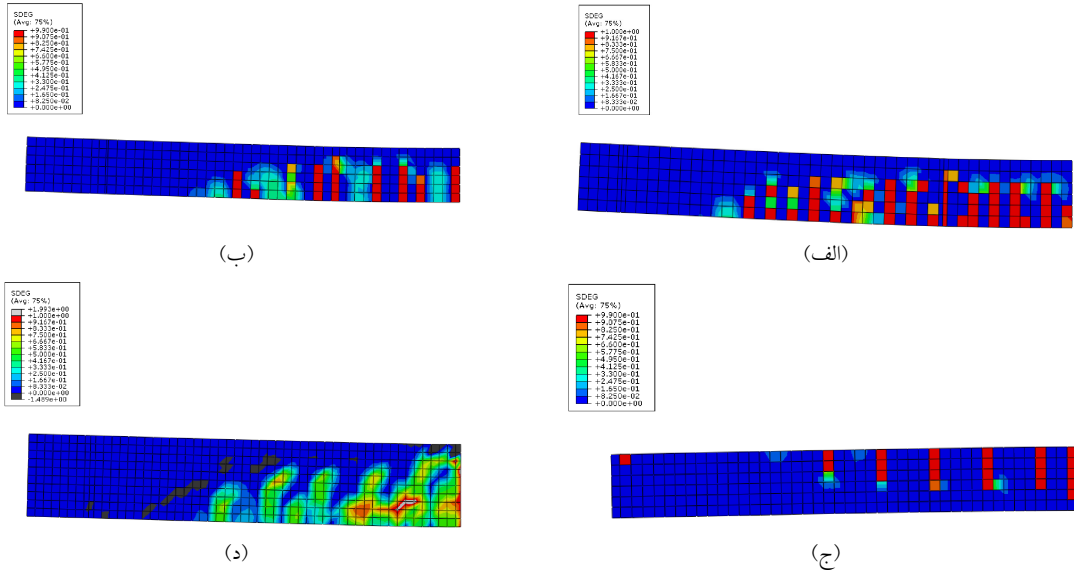 SDEG
(Avg: 75%)
+1.000e+00
+9.167e-01
+8.333e-01
+7.500e-01
+6.667e-01
+5.833e-01
+5.000e-01
+4.167e-01
+3.333e-01
+2.500e-01
+1.667e-01
+8.333e-02
+0.000e+00
(الف)
SDEG
(Avg: 75%)
+9.900e-01
+9.075e-01
+8.250e-01
+7.425e-01
+6.600e-01
+5.775e-01
+4.950e-01
+4.125e-01
+3.300e-01
+2.475e-01
+1.650e-01
+8.250e-02
+0.000e+00
(ب)
SDEG
(Avg: 75%)
+9.900e-01
+9.075e-01
+8.250e-01
+7.425e-01
+6.600e-01
+5.775e-01
+4.950e-01
+4.125e-01
+3.300e-01
+2.475e-01
+1.650e-01
+8.250e-02
+0.000e+00
(ج)
SDEG
(Avg: 75%)
+1.993e+00
+1.000e+00
+9.167e-01
+8.333e-01
+7.500e-01
+6.667e-01
+5.833e-01
+5.000e-01
+4.167e-01
+3.333e-01
+2.500e-01
+1.667e-01
+8.333e-02
+0.000e+00
-1.489e+00
(د)